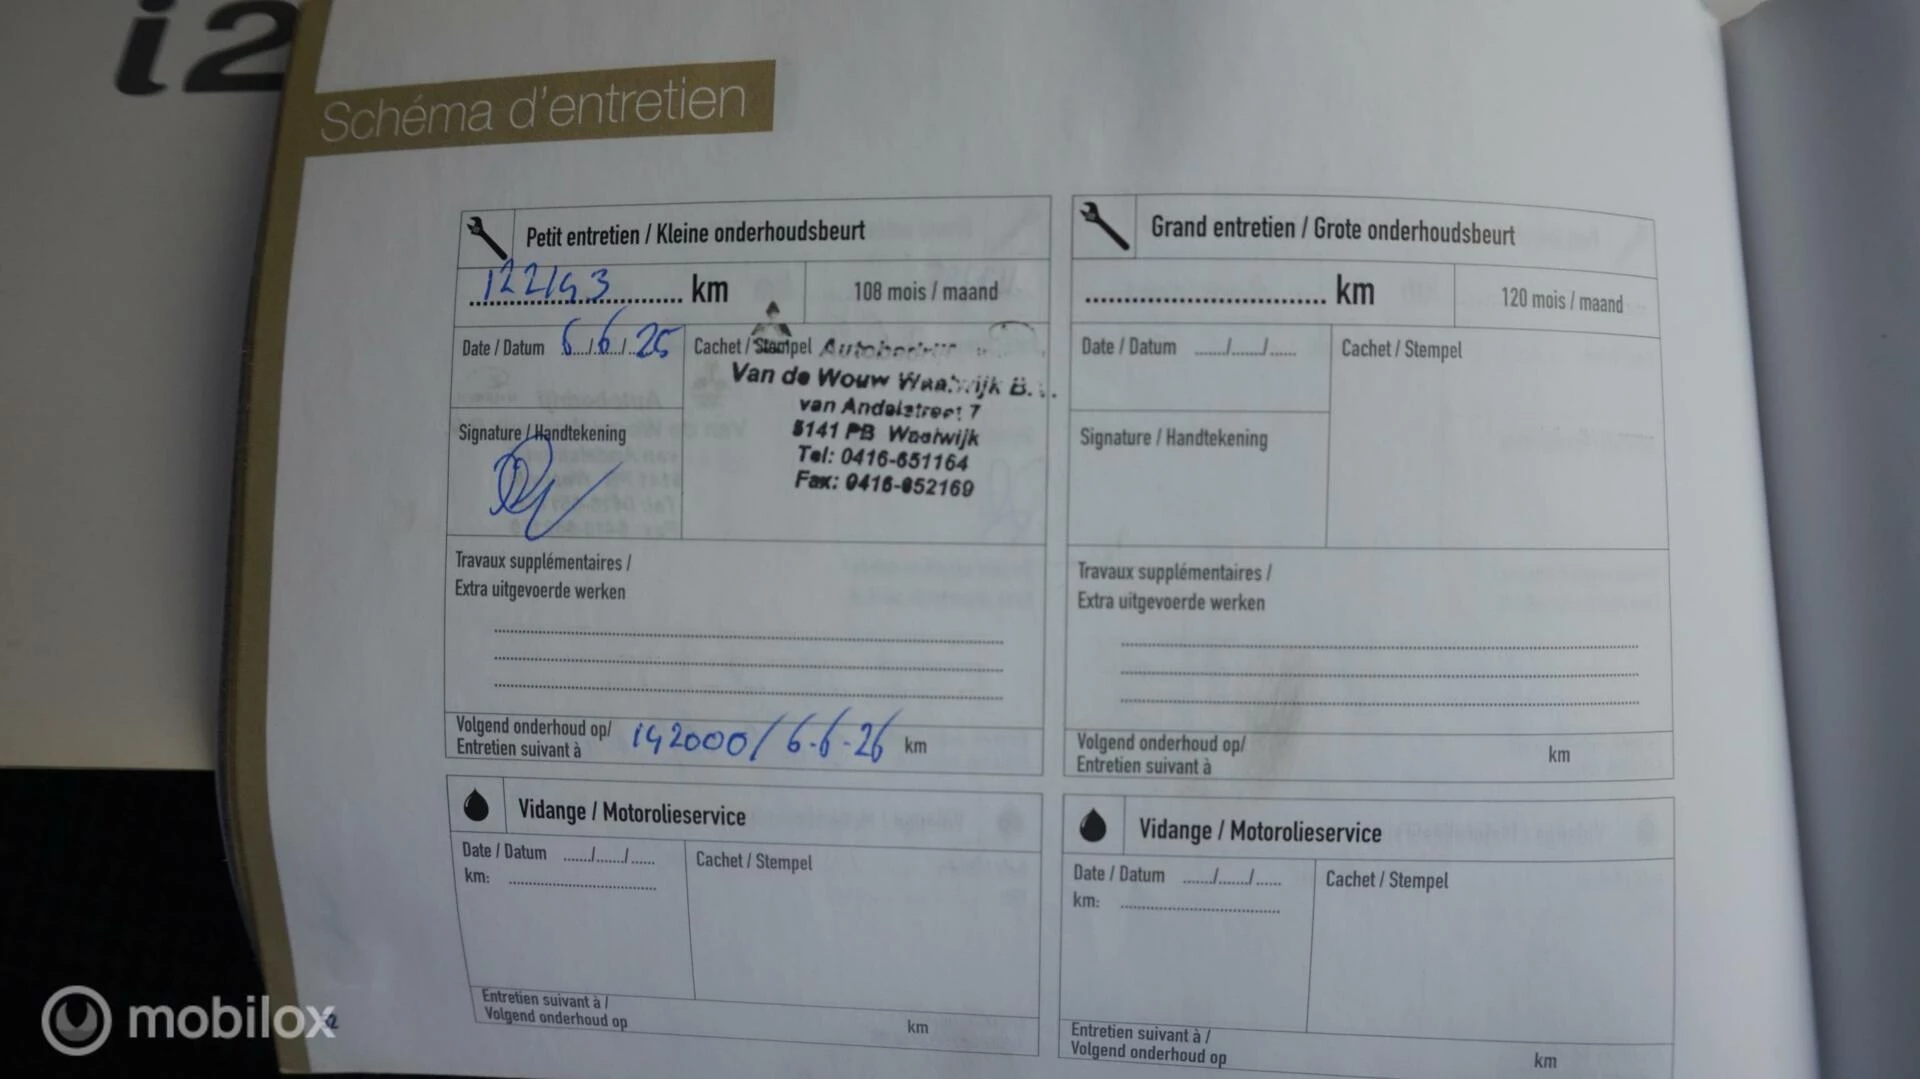 i2
Schéma d'entretien
Petit entretien / Kleine onderhoudsbeurt
122193 km
108 mois / maand
Date / Datum 6/6/25
Cachet / Stempel
Autobedrijf
Van de Wouw Waalwijk B.
van Andelstreet 7
5141 PB Waalwijk
Tel: 0416-651164
Fax: 0416-652169
Signature / Handtekening
Travaux supplémentaires /
Extra uitgevoerde werken
Volgend onderhoud op/
Entretien suivant à
142000/6-6-26 km
Grand entretien / Grote onderhoudsbeurt
km
120 mois / maand
Date / Datum ....../....../......
Cachet / Stempel
Signature / Handtekening
Travaux supplémentaires /
Extra uitgevoerde werken
Volgend onderhoud op/
Entretien suivant à
km
Vidange / Motorolieservice
Date / Datum ....../....../......
km:
Cachet / Stempel
Entretien suivant à /
Volgend onderhoud op
km
Vidange / Motorolieservice
Date / Datum ....../....../......
km:
Cachet / Stempel
Entretien suivant à /
Volgend onderhoud op
km
mobilox